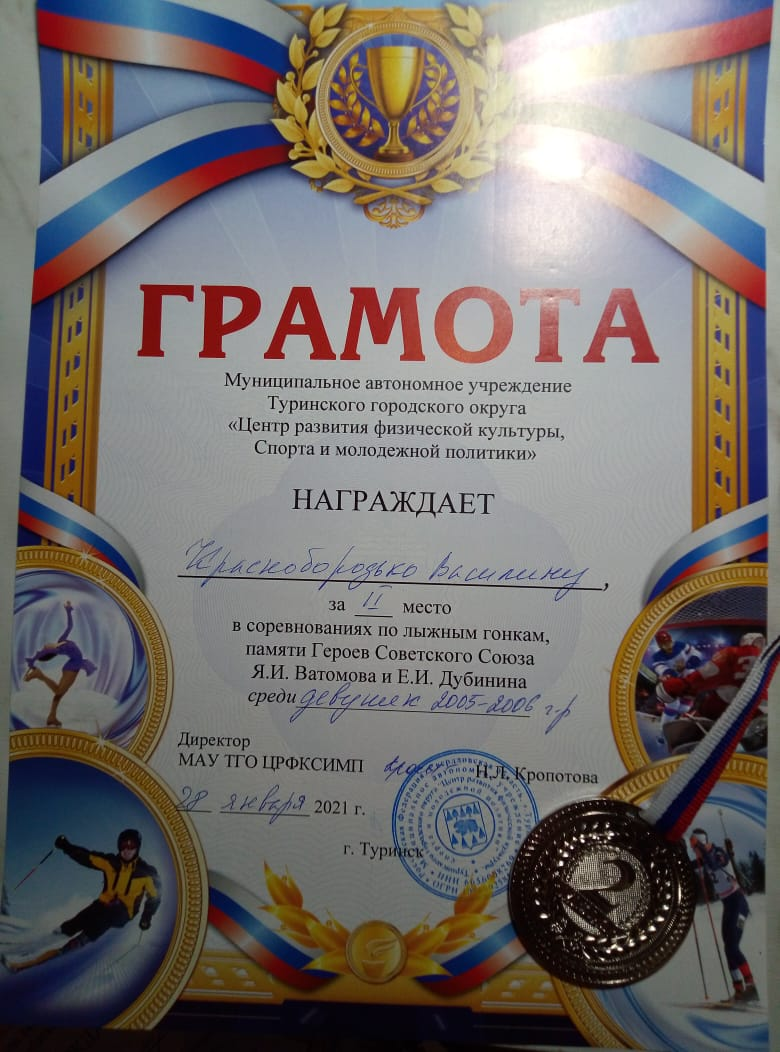 ГРАМОТА
Муниципальное автономное учреждение
Туринского городского округа
«Центр развития физической культуры,
Спорта и молодежной политики»
НАГРАЖДАЕТ
Краснобородько Василину,
за II место
в соревнованиях по лыжным гонкам,
памяти Героев Советского Союза
Я.И. Ватомова и Е.И. Дубинина
среди девушек 2005-2006 г.р
Директор
МАУ ТГО ЦРФКСИМП Н.Л. Кропотова
28 января 2021 г.
г. Туринск
2